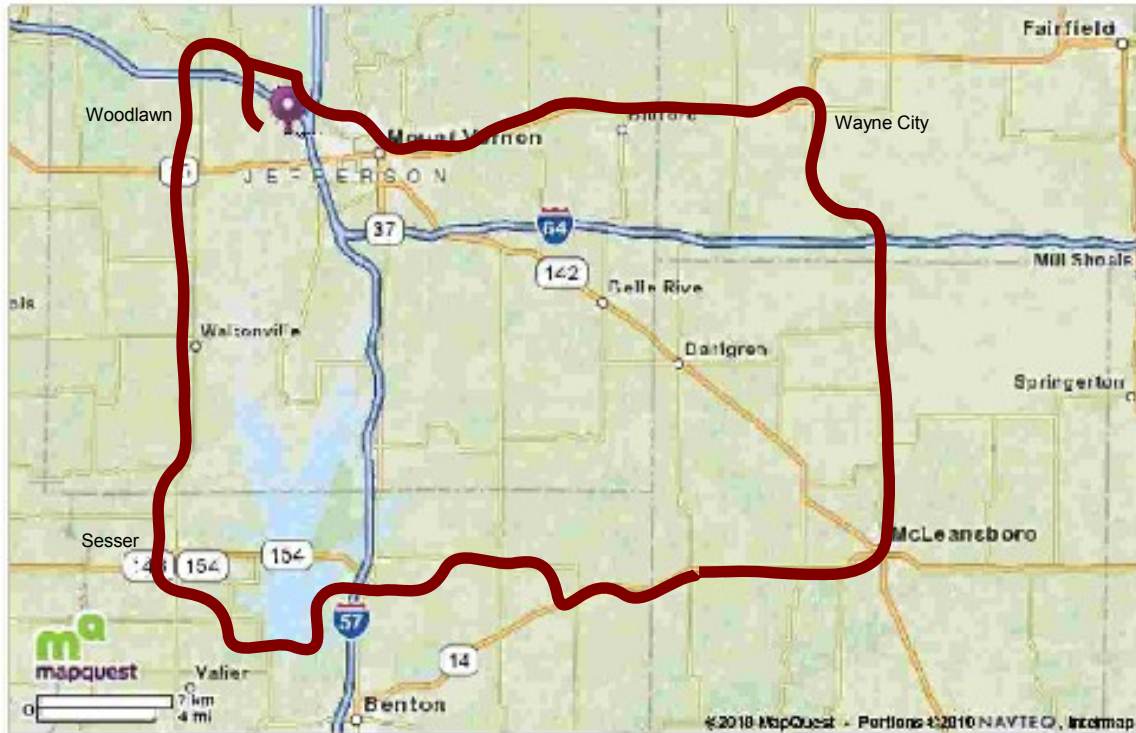 Fairfield
Woodlawn
Wayne City
Mount Vernon
JEFFERSON
37
64
142
Mill Shoals
Belle Rive
Waltonville
Dahlgren
Springerton
McLeansboro
Sesser
154
154
57
14
mapquest
Valier
Benton
0
7 km
4 mi
©2010 MapQuest - Portions ©2010 NAVTEQ, Intermap